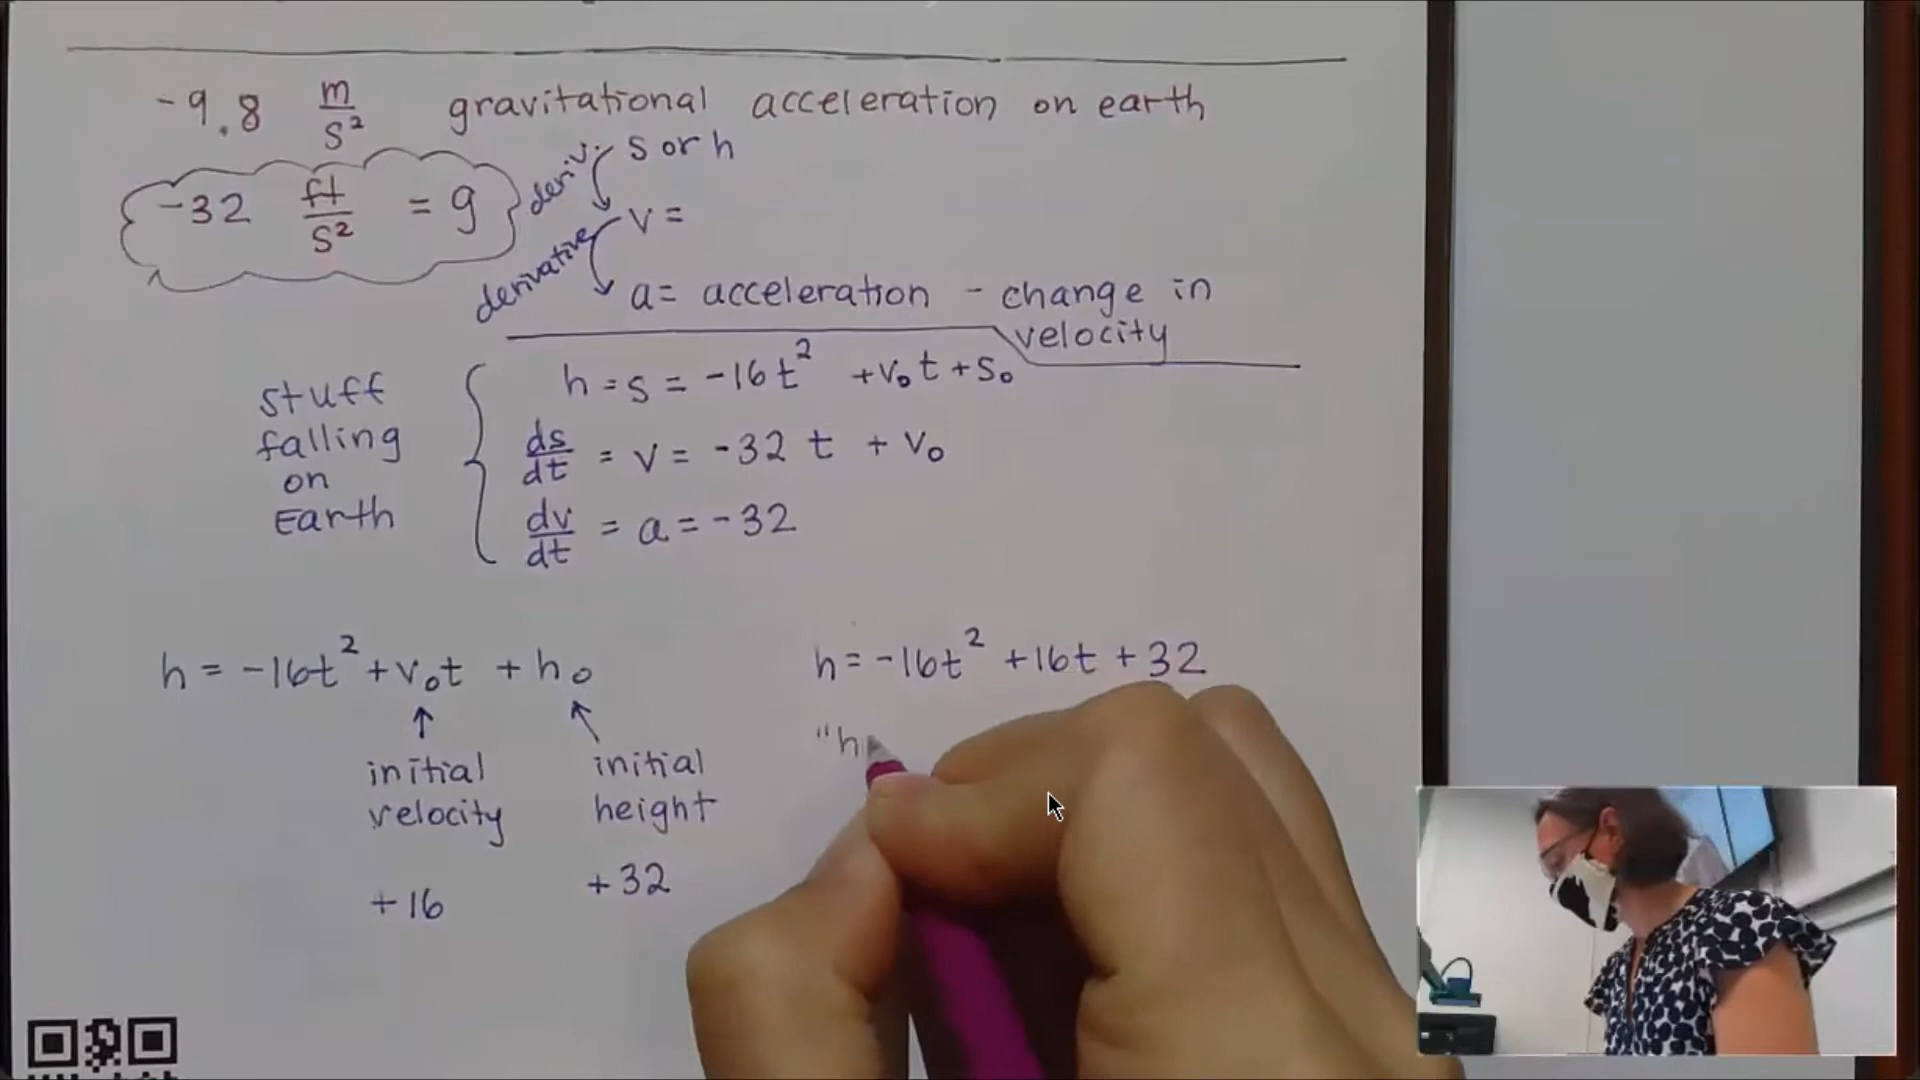 -9.8 m/s² gravitational acceleration on earth
deriv. s or h
-32 ft/s² = g
v =
derivative
a = acceleration - change in velocity
stuff falling on Earth
h = s = -16t² + v₀t + s₀
ds/dt = v = -32t + v₀
dv/dt = a = -32
h = -16t² + v₀t + h₀
initial velocity
initial height
+16
+32
h = -16t² + 16t + 32
"h